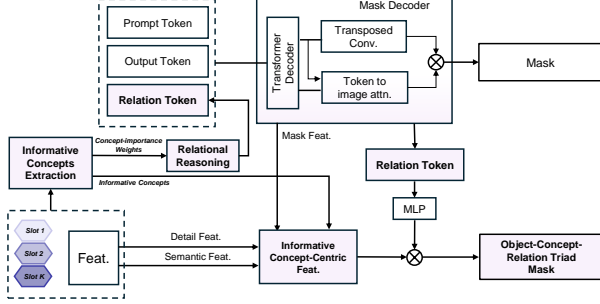 Mask Decoder
Prompt Token
Output Token
Relation Token
Transformer
Decoder
Transposed
Conv.
Token to
image attn.
Mask
Concept-importance
Weights
Informative
Concepts
Extraction
Relational
Reasoning
Informative Concepts
Mask Feat.
Relation Token
MLP
Slot 1
Slot 2
Slot K
Feat.
Detail Feat.
Semantic Feat.
Informative
Concept-Centric
Feat.
Object-Concept-
Relation Triad
Mask